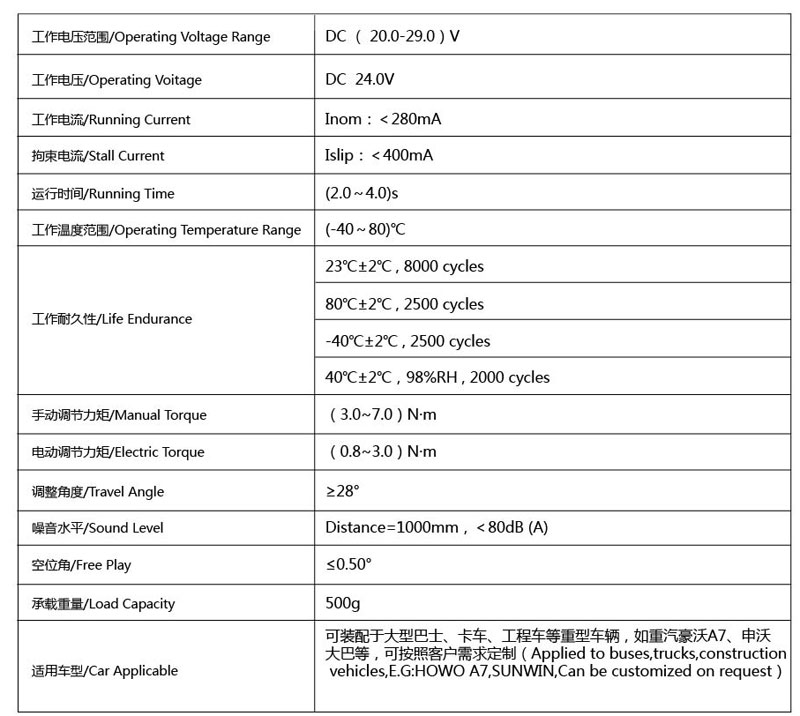 工作电压范围/Operating Voltage Range DC（ 20.0-29.0）V
工作电压/Operating Voitage DC 24.0V
工作电流/Running Current Inom：＜280mA
拘束电流/Stall Current Islip：＜400mA
运行时间/Running Time (2.0～4.0)s
工作温度范围/Operating Temperature Range (-40～80)℃
工作耐久性/Life Endurance
23℃±2℃ , 8000 cycles
80℃±2℃ , 2500 cycles
-40℃±2℃ , 2500 cycles
40℃±2℃ , 98%RH , 2000 cycles
手动调节力矩/Manual Torque （3.0~7.0）N·m
电动调节力矩/Electric Torque （0.8~3.0）N·m
调整角度/Travel Angle ≥28°
噪音水平/Sound Level Distance=1000mm，＜80dB (A)
空位角/Free Play ≤0.50°
承载重量/Load Capacity 500g
适用车型/Car Applicable
可装配于大型巴士、卡车、工程车等重型车辆，如重汽豪沃A7、申沃
大巴等，可按照客户需求定制（Applied to buses,trucks,construction
vehicles,E.G:HOWO A7,SUNWIN,Can be customized on request）